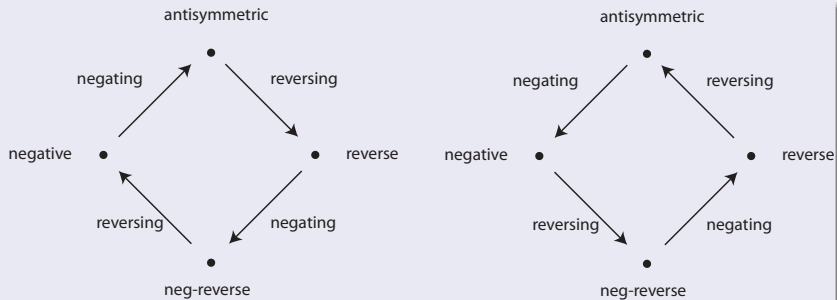 antisymmetric
negating
reversing
negative
reverse
reversing
negating
neg-reverse
antisymmetric
negating
reversing
negative
reverse
reversing
negating
neg-reverse